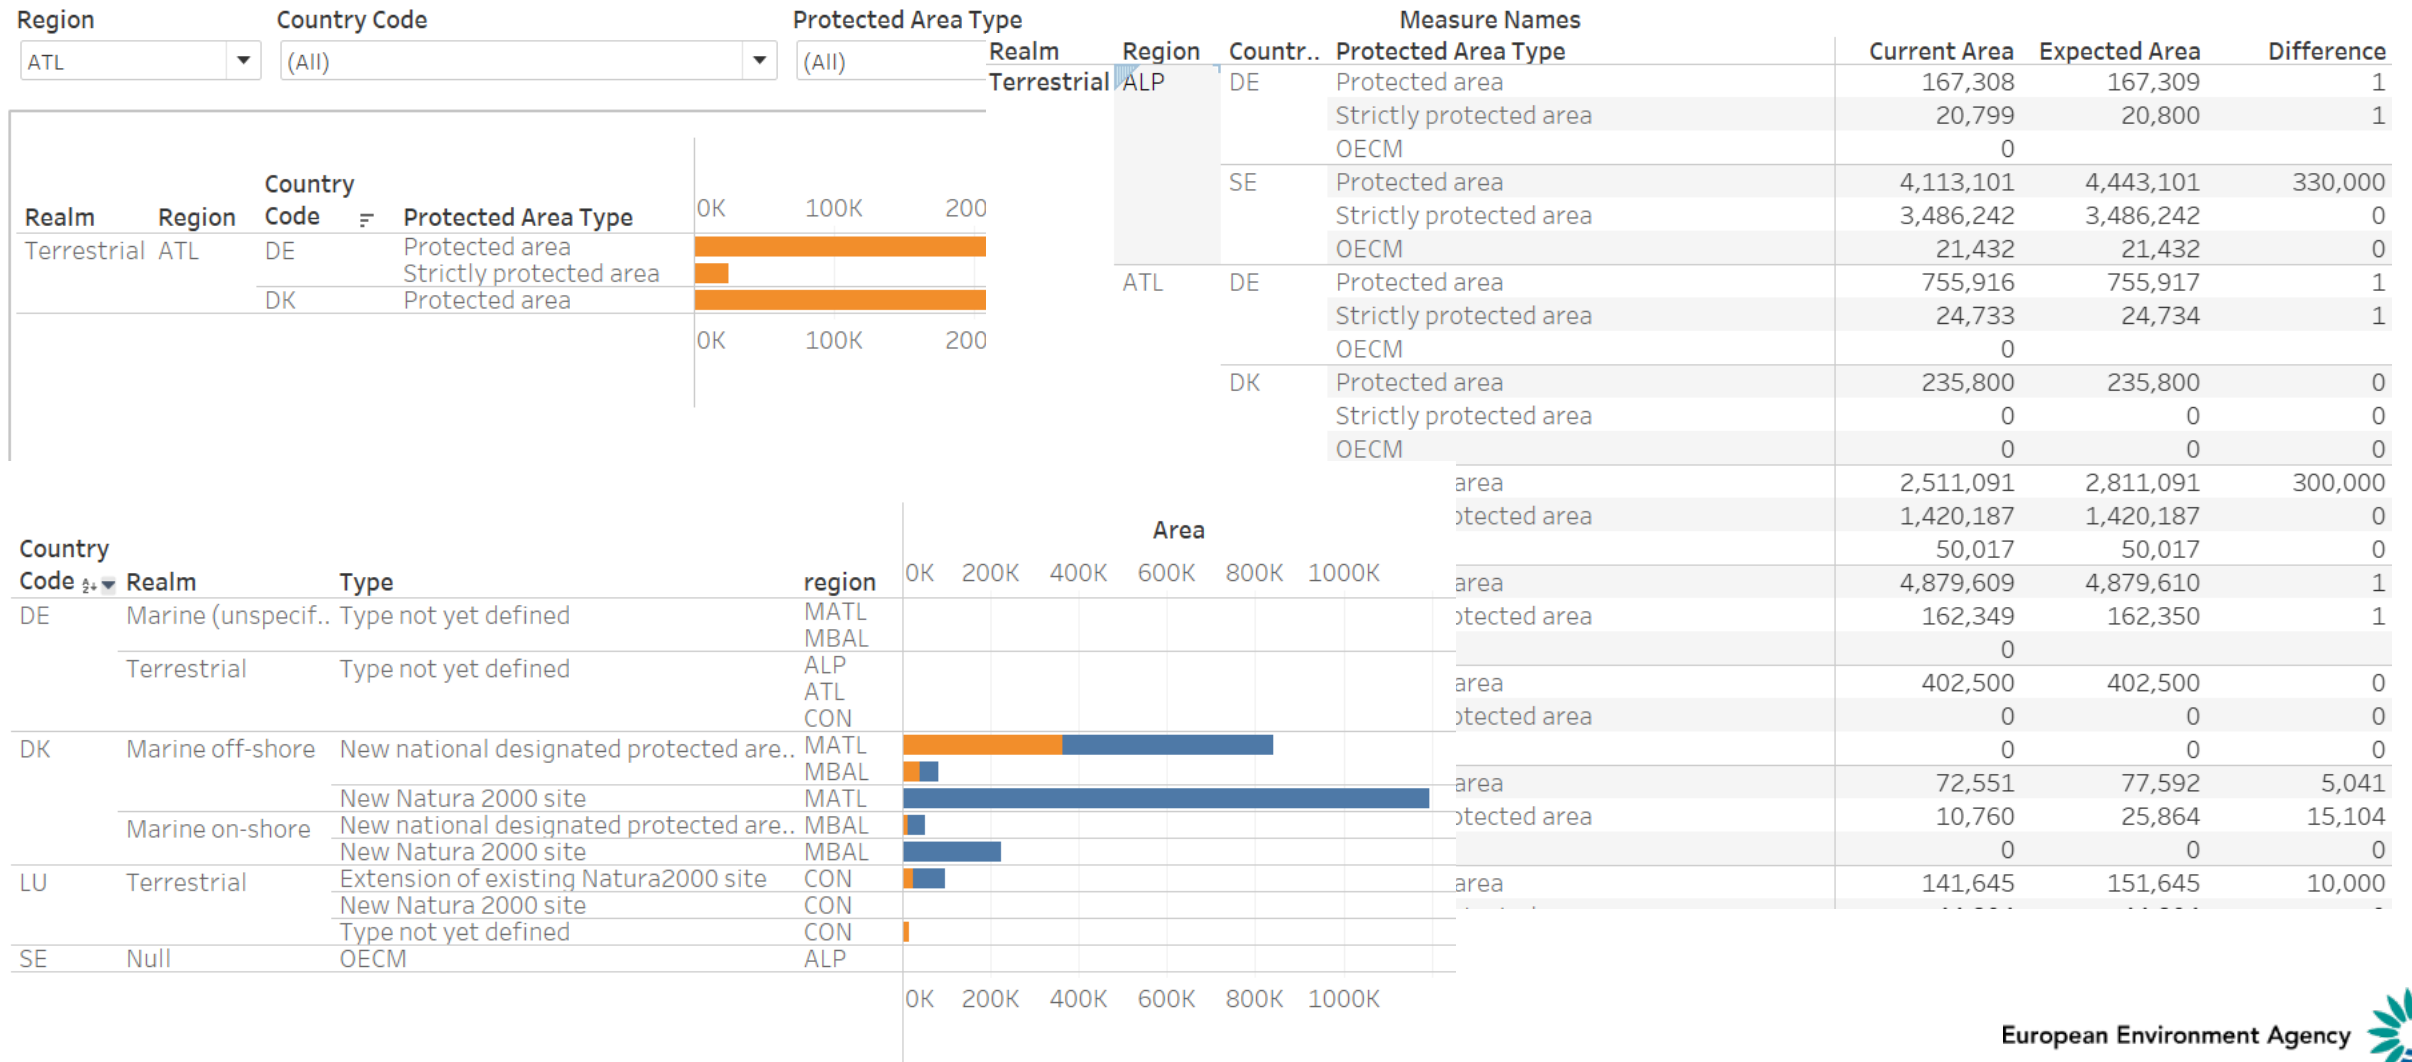 Region Country Code Protected Area Type
ATL (All) (All)
Country
Realm Region Code Protected Area Type
0K 100K 200
Terrestrial ATL DE Protected area
Strictly protected area
DK Protected area
0K 100K 200
Measure Names
Realm Region Countr.. Protected Area Type Current Area Expected Area Difference
Terrestrial ALP DE Protected area 167,308 167,309 1
Strictly protected area 20,799 20,800 1
OECM 0
SE Protected area 4,113,101 4,443,101 330,000
Strictly protected area 3,486,242 3,486,242 0
OECM 21,432 21,432 0
ATL DE Protected area 755,916 755,917 1
Strictly protected area 24,733 24,734 1
OECM 0
DK Protected area 235,800 235,800 0
Strictly protected area 0 0 0
OECM 0 0 0
area 2,511,091 2,811,091 300,000
otected area 1,420,187 1,420,187 0
50,017 50,017 0
area 4,879,609 4,879,610 1
otected area 162,349 162,350 1
0
area 402,500 402,500 0
otected area 0 0 0
0 0 0
area 72,551 77,592 5,041
otected area 10,760 25,864 15,104
0 0 0
area 141,645 151,645 10,000
Area
Country
Code Realm Type region
0K 200K 400K 600K 800K 1000K
DE Marine (unspecif.. Type not yet defined MATL
MBAL
Terrestrial Type not yet defined ALP
ATL
CON
DK Marine off-shore New national designated protected are.. MATL
MBAL
New Natura 2000 site MATL
Marine on-shore New national designated protected are.. MBAL
New Natura 2000 site MBAL
LU Terrestrial Extension of existing Natura2000 site CON
New Natura 2000 site CON
Type not yet defined CON
SE Null OECM ALP
0K 200K 400K 600K 800K 1000K
European Environment Agency